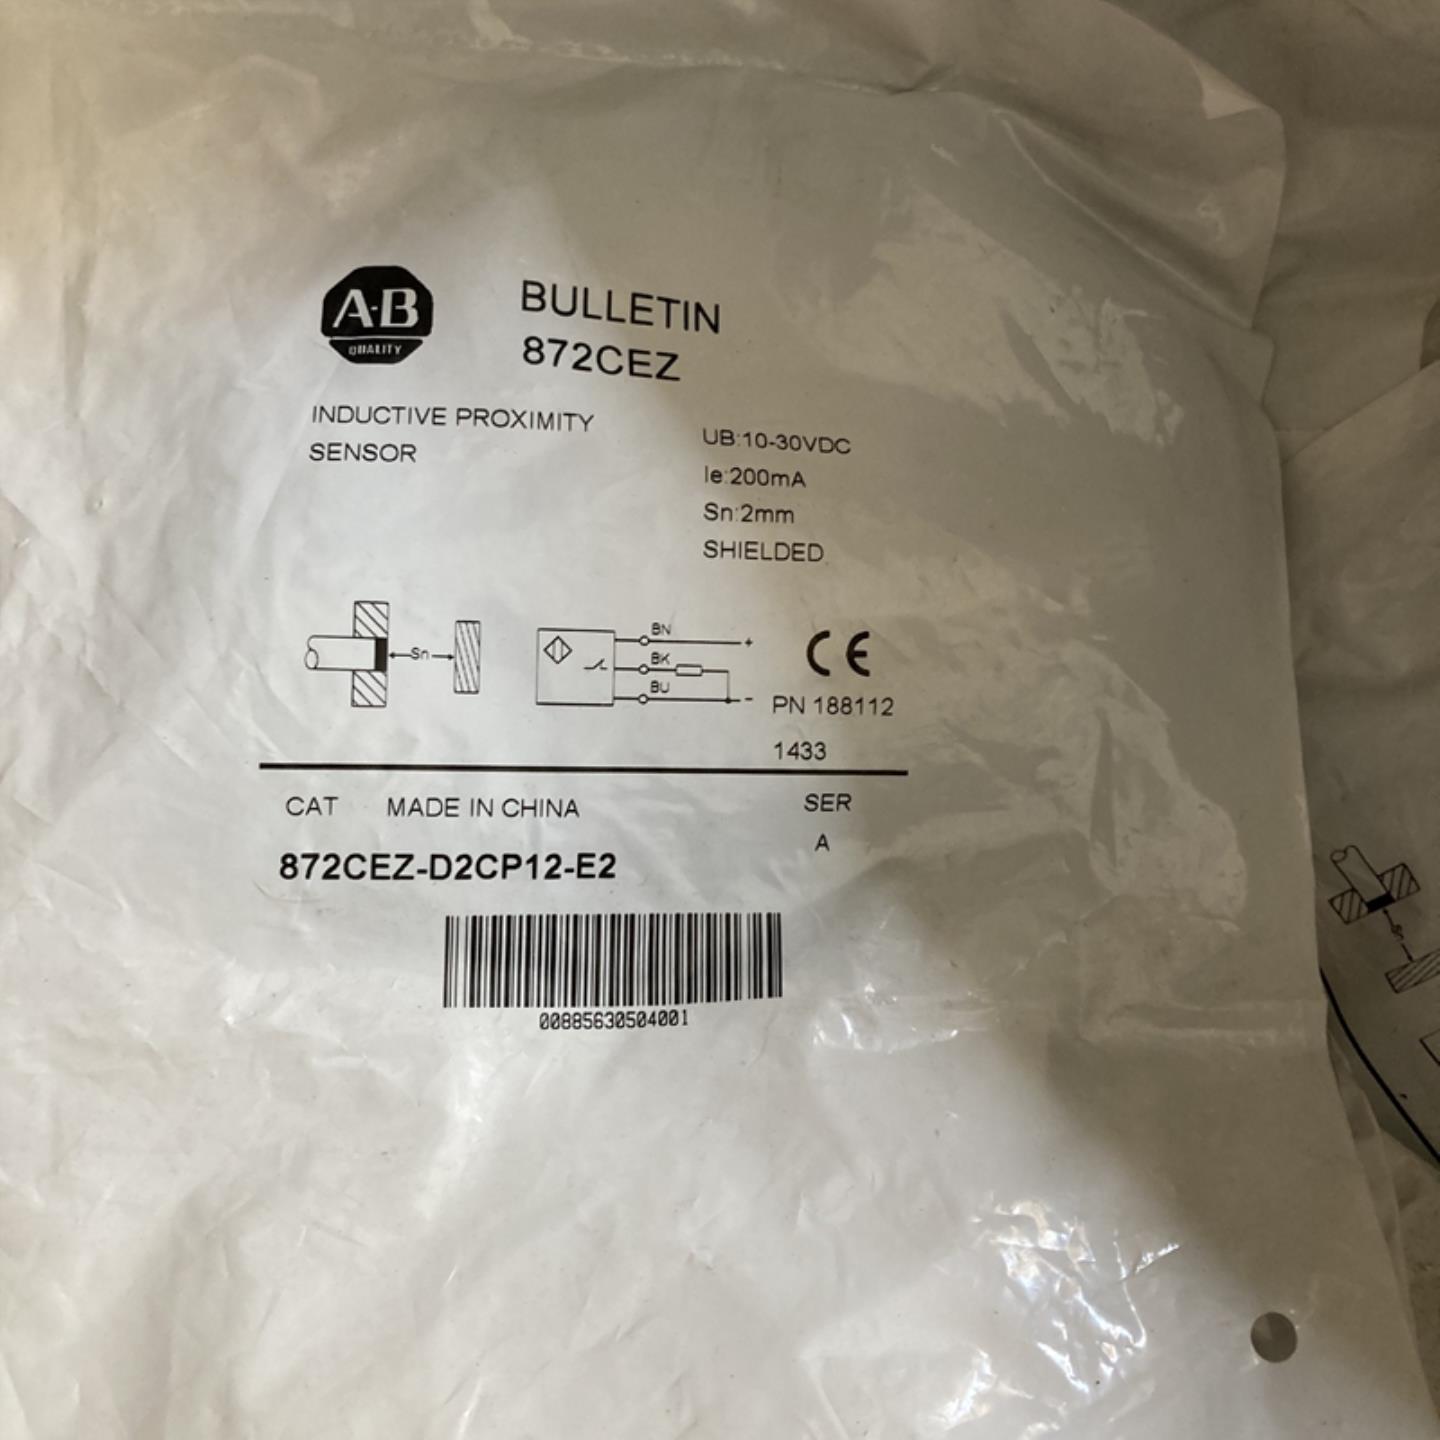 A-B
QUALITY
BULLETIN
872CEZ
INDUCTIVE PROXIMITY
SENSOR
UB:10-30VDC
Ie:200mA
Sn:2mm
SHIELDED
Sn
BN
+
BK
BU
-
CE
PN 188112
1433
CAT MADE IN CHINA
SER
A
872CEZ-D2CP12-E2
00885630504001
Sn